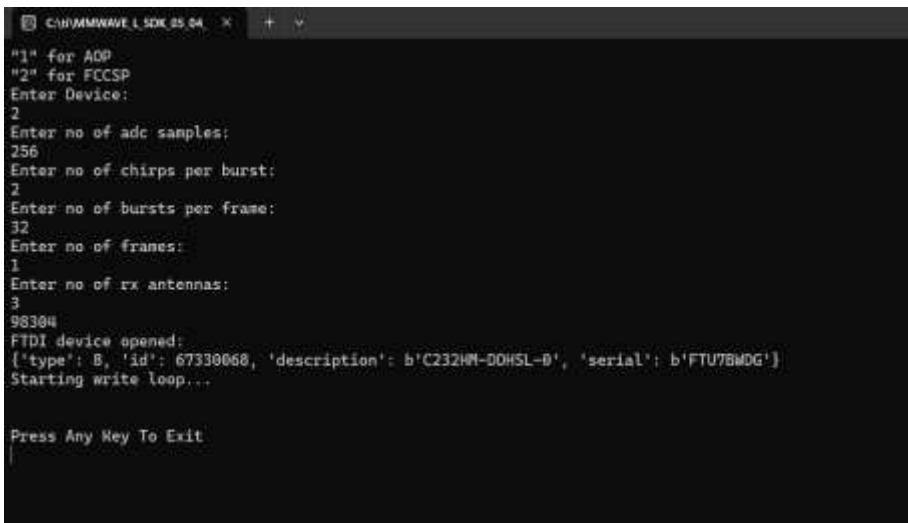 C:\ti\MMWAVE_L_SDK_05_04_
"1" for AOP
"2" for FCCSP
Enter Device:
2
Enter no of adc samples:
256
Enter no of chirps per burst:
2
Enter no of bursts per frame:
32
Enter no of frames:
1
Enter no of rx antennas:
3
98304
FTDI device opened:
{'type': 8, 'id': 67330068, 'description': b'C232HM-DDHSL-0', 'serial': b'FTU7BWDG'}
Starting write loop...
Press Any Key To Exit